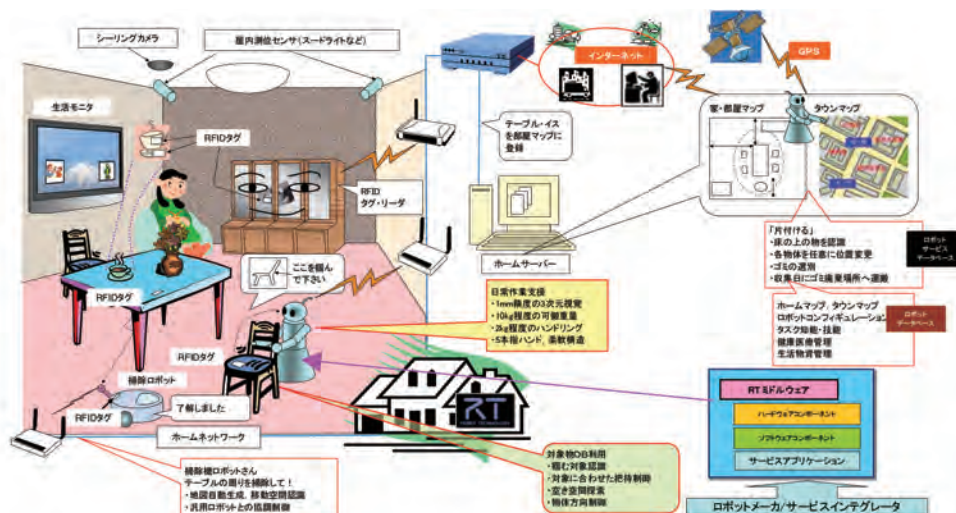 シーリングカメラ
屋内測位センサ(スードライトなど)
インターネット
GPS
生活モニタ
RFIDタグ
テーブル・イス
を部屋マップに
登録
家・部屋マップ
タウンマップ
RFID
タグ・リーダ
ホームサーバー
「片付ける」
・床の上の物を認識
・各物体を任意に位置変更
・ゴミの選別
・収集日にゴミ廃棄場所へ運搬
ロボット
サービス
データベース
ここを掴ん
で下さい
RFIDタグ
日常作業支援
・1mm精度の3次元視覚
・10kg程度の可搬重量
・2kg程度のハンドリング
・5本指ハンド、柔軟構造
ホームマップ、タウンマップ
ロボットコンフィギュレーション
タスク知能・技能
健康医療管理
生活物資管理
ロボット
データベース
RFIDタグ
掃除ロボット
RFIDタグ
了解しました
ホームネットワーク
RT
RTミドルウェア
ハードウェアコンポーネント
ソフトウェアコンポーネント
サービスアプリケーション
掃除機ロボットさん
テーブルの周りを掃除して!
・地図自動生成、移動空間認識
・汎用ロボットとの協調制御
対象物DB利用
・掴む対象認識
・対象に合わせた把持制御
・空き空間探索
・物体方向制御
ロボットメーカ/サービスインテグレータ